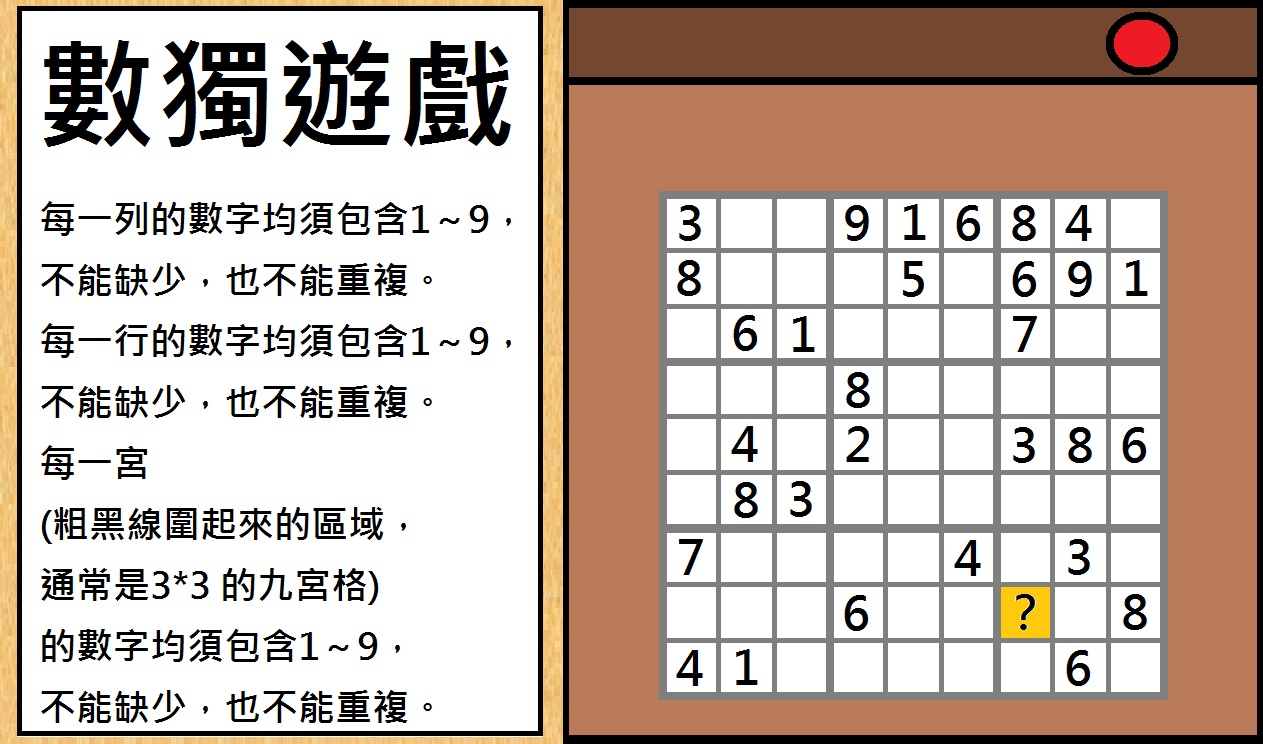 數獨遊戲
每一列的數字均須包含1～9，
不能缺少，也不能重複。
每一行的數字均須包含1～9，
不能缺少，也不能重複。
每一宮
(粗黑線圍起來的區域，
通常是3*3 的九宮格)
的數字均須包含1～9，
不能缺少，也不能重複。
3 9 1 6 8 4
8 5 6 9 1
6 1 7
8
4 2 3 8 6
8 3
7 4 3
6 ? 8
4 1 6